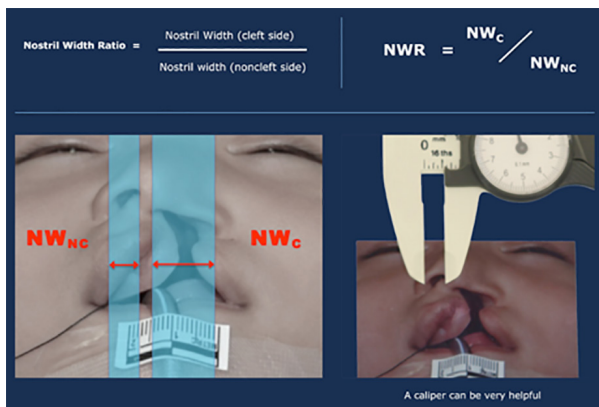 Nostril Width Ratio =
Nostril Width (cleft side)
Nostril width (noncleft side)
NWR = NWC / NWNC
NWNC
NWC
0 mm
16 ths
A caliper can be very helpful